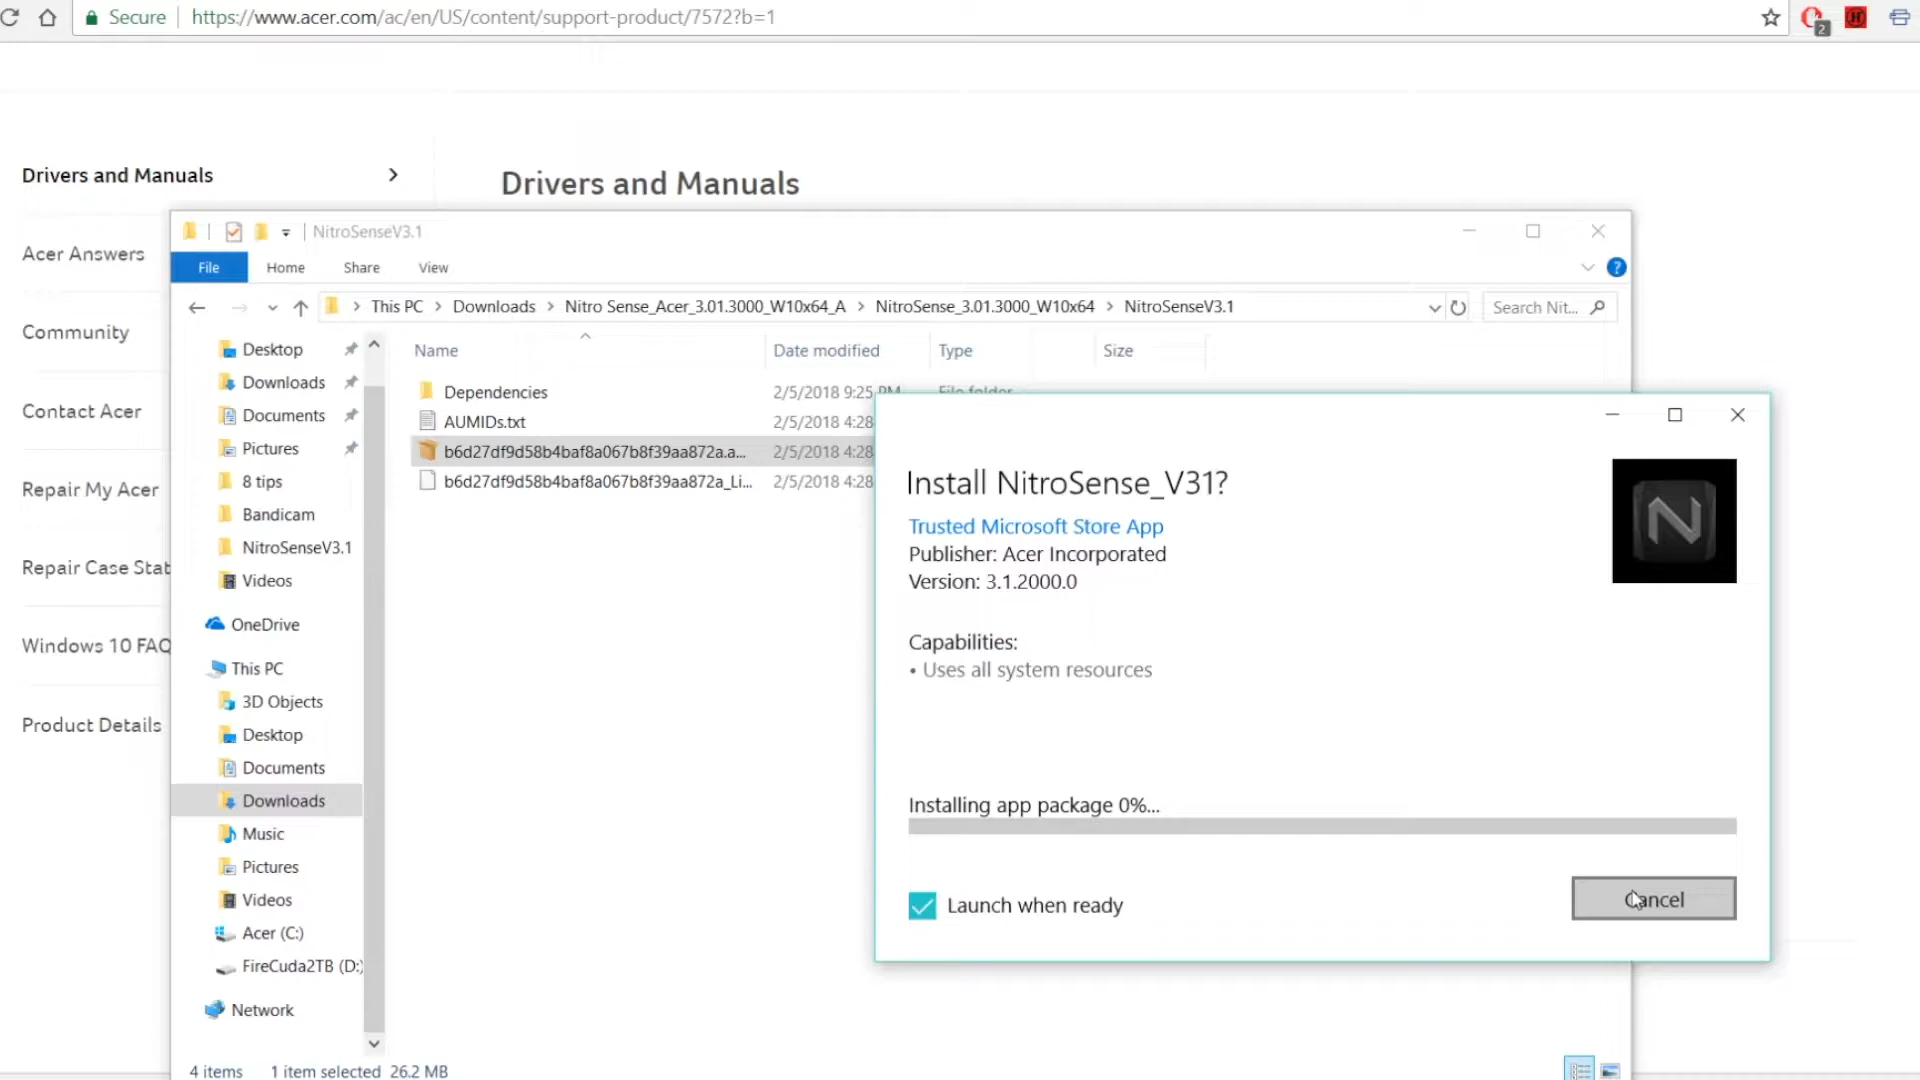 Secure https://www.acer.com/ac/en/US/content/support-product/7572?b=1
2
Drivers and Manuals
Drivers and Manuals
Acer Answers
Community
Contact Acer
Repair My Acer
Repair Case Stat
Windows 10 FAQ
Product Details
NitroSenseV3.1
File Home Share View
This PC Downloads Nitro Sense_Acer_3.01.3000_W10x64_A NitroSense_3.01.3000_W10x64 NitroSenseV3.1
Search Nit...
Name Date modified Type Size
Desktop
Downloads
Documents
Pictures
8 tips
Bandicam
NitroSenseV3.1
Videos
OneDrive
This PC
3D Objects
Desktop
Documents
Downloads
Music
Pictures
Videos
Acer (C:)
FireCuda2TB (D:)
Network
Dependencies 2/5/2018 9:25 PM File folder
AUMIDs.txt 2/5/2018 4:28
b6d27df9d58b4baf8a067b8f39aa872a.a... 2/5/2018 4:28
b6d27df9d58b4baf8a067b8f39aa872a_Li... 2/5/2018 4:28
4 items 1 item selected 26.2 MB
Install NitroSense_V31?
Trusted Microsoft Store App
Publisher: Acer Incorporated
Version: 3.1.2000.0
Capabilities:
• Uses all system resources
Installing app package 0%...
Launch when ready
Cancel
N